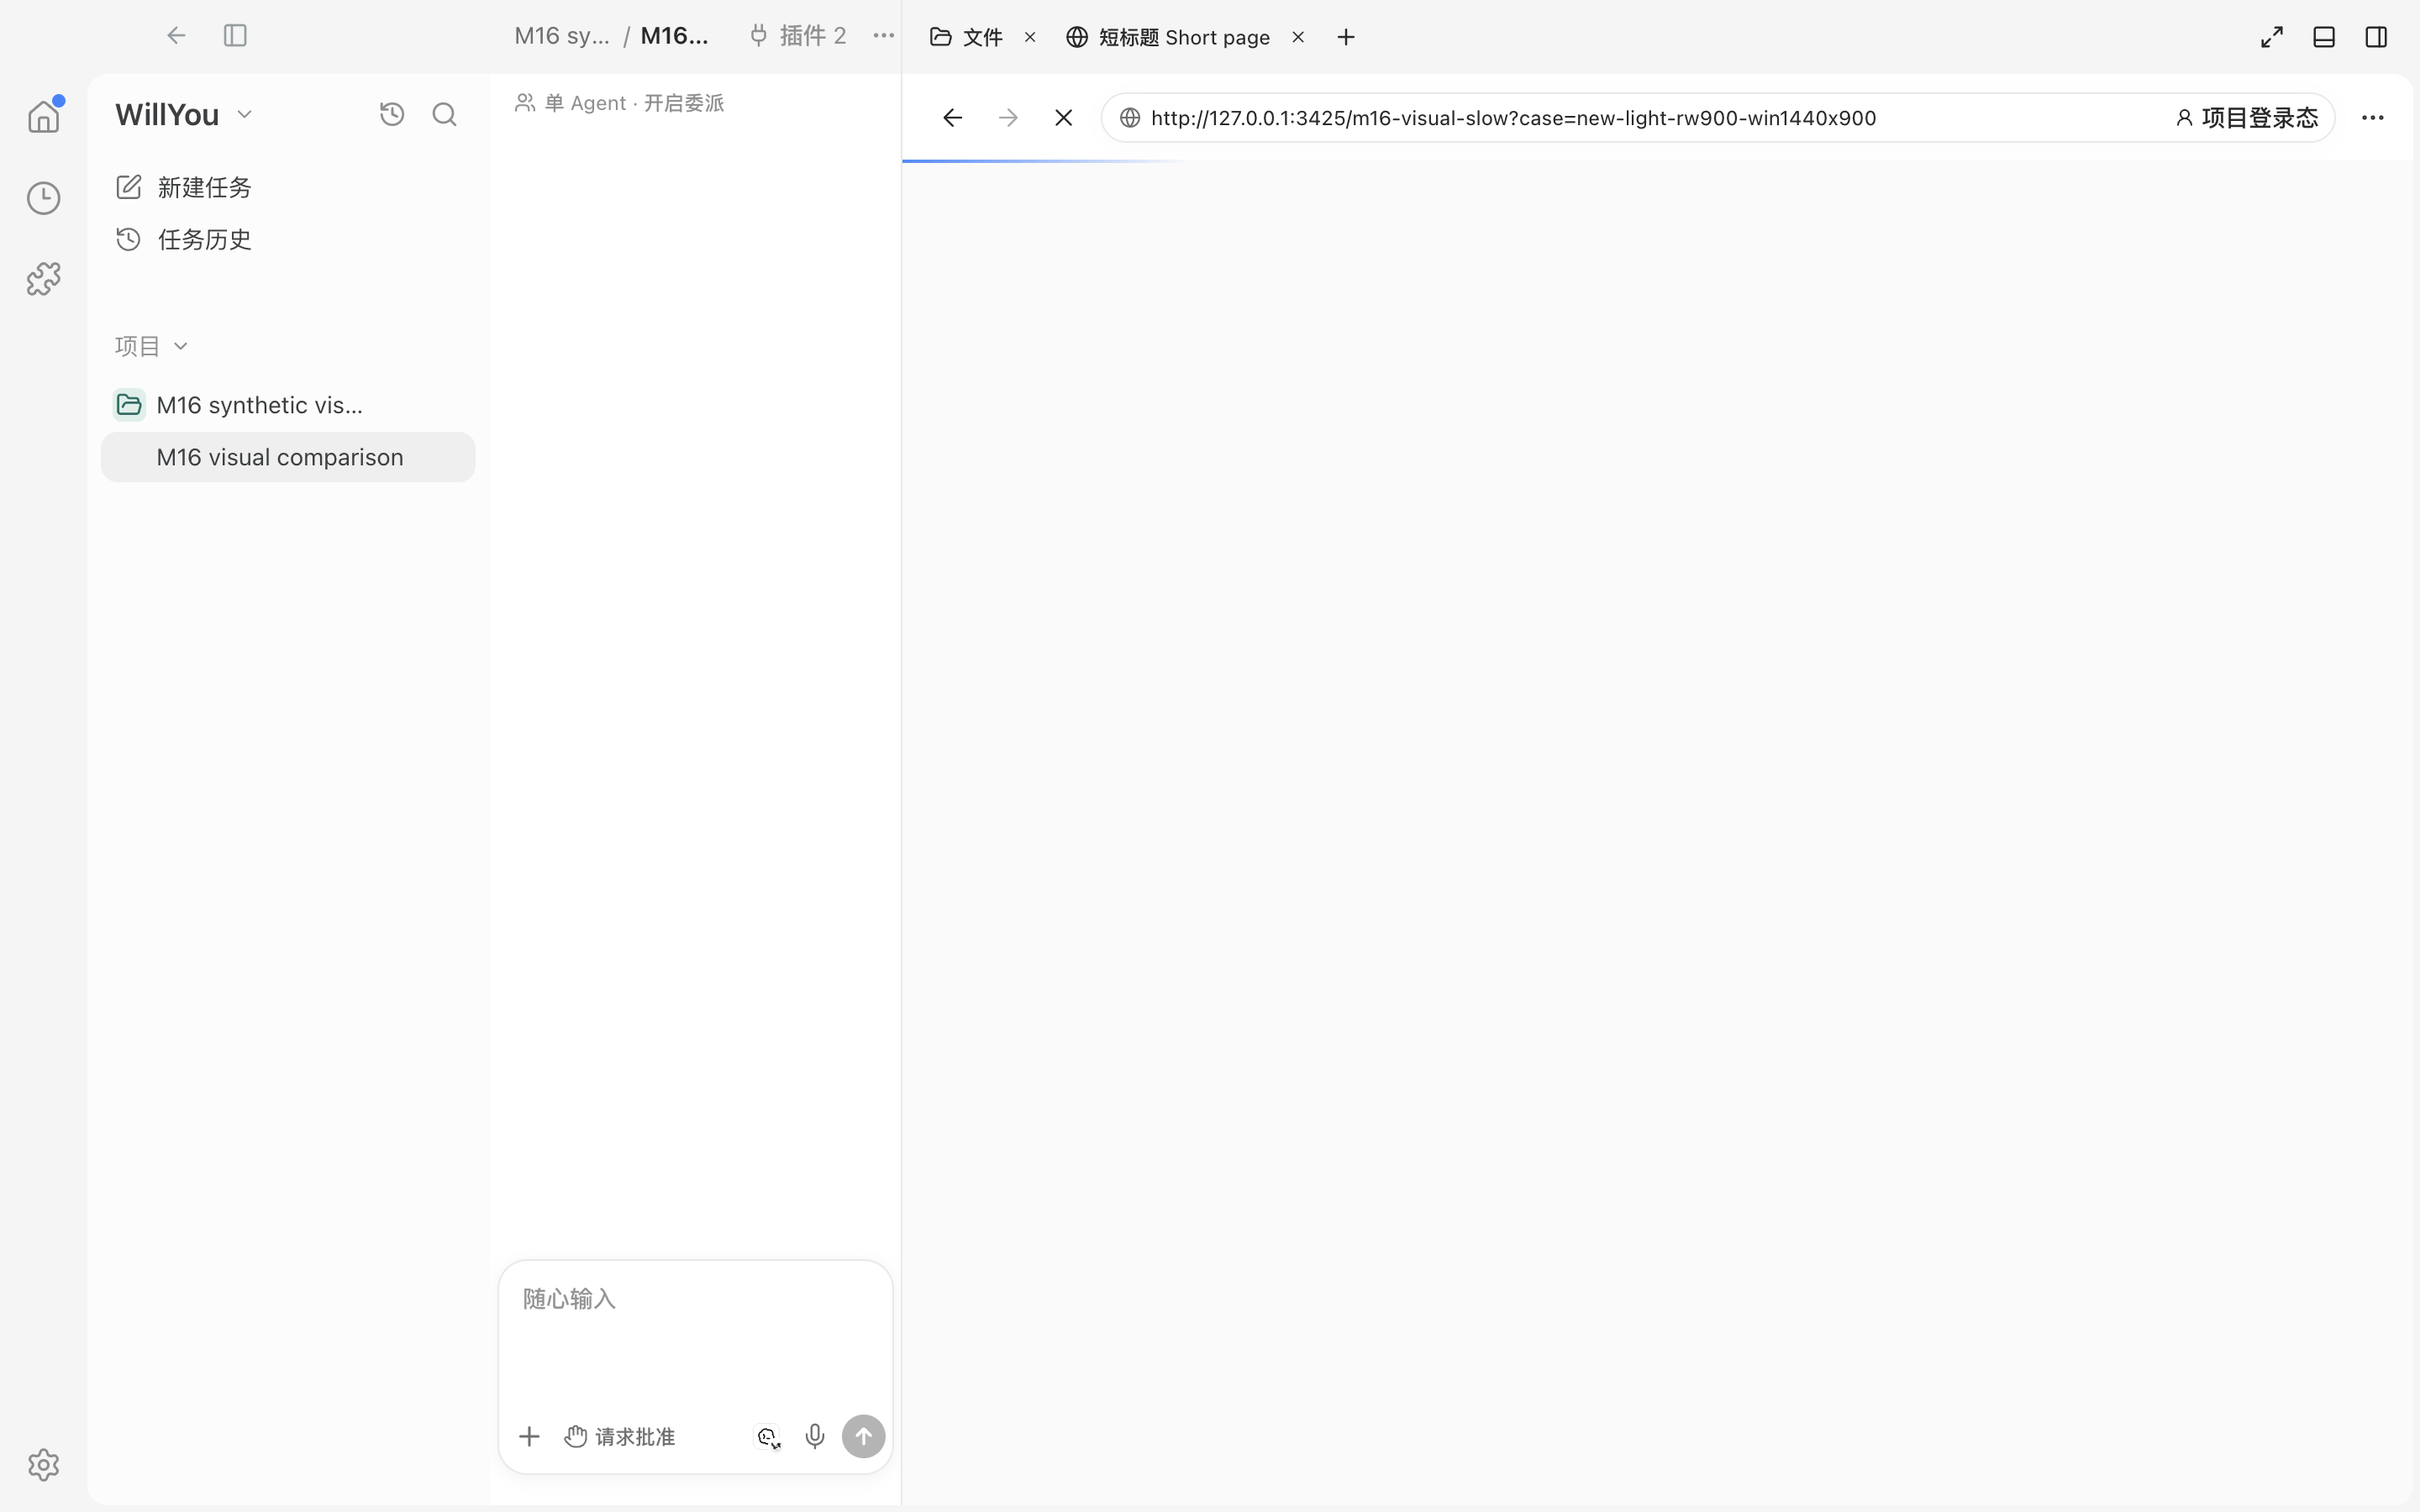 M16 sy... / M16... 插件 2
文件
短标题 Short page
WillYou
单 Agent · 开启委派
http://127.0.0.1:3425/m16-visual-slow?case=new-light-rw900-win1440x900
项目登录态
新建任务
任务历史
项目
M16 synthetic vis...
M16 visual comparison
随心输入
请求批准